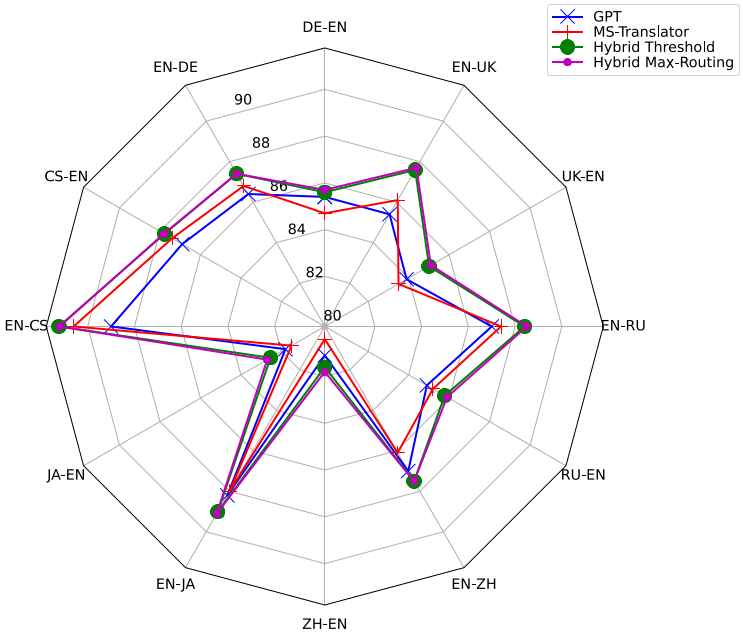 GPT
MS-Translator
Hybrid Threshold
Hybrid Max-Routing
DE-EN
EN-DE
EN-UK
90
88
CS-EN
86
UK-EN
84
82
EN-CS
80
EN-RU
JA-EN
RU-EN
EN-JA
EN-ZH
ZH-EN